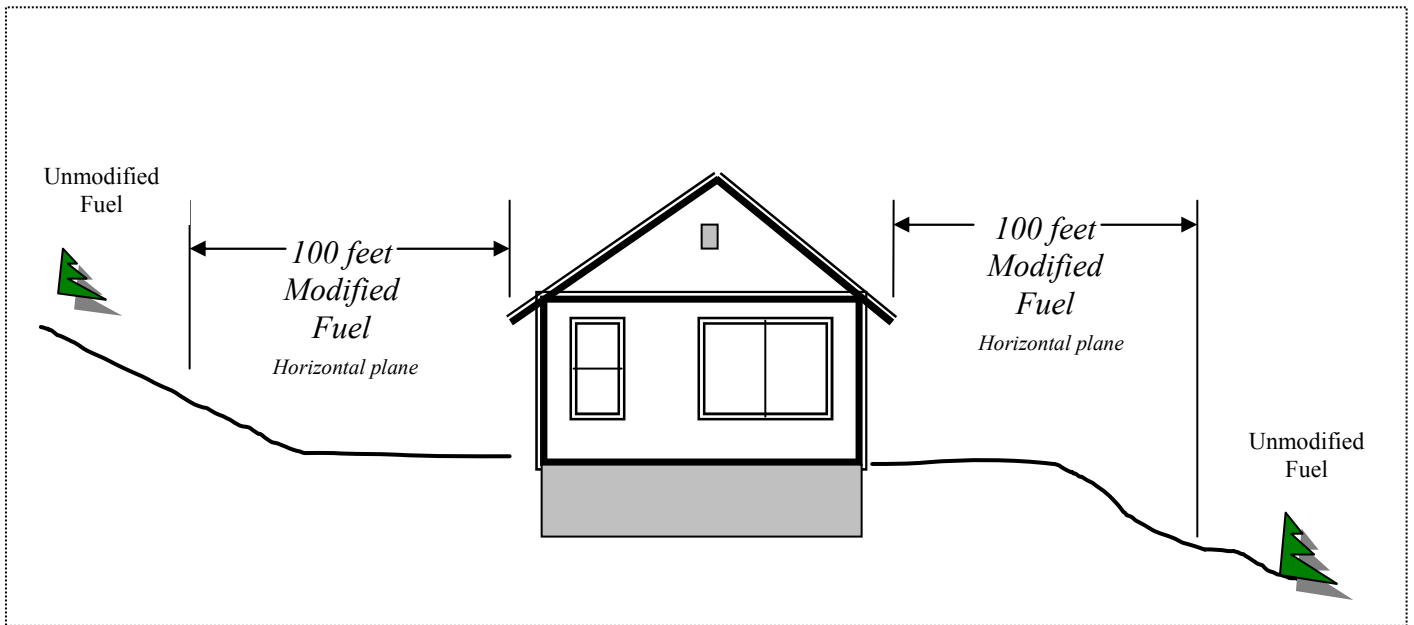 Unmodified
Fuel
100 feet
Modified
Fuel
Horizontal plane
100 feet
Modified
Fuel
Horizontal plane
Unmodified
Fuel